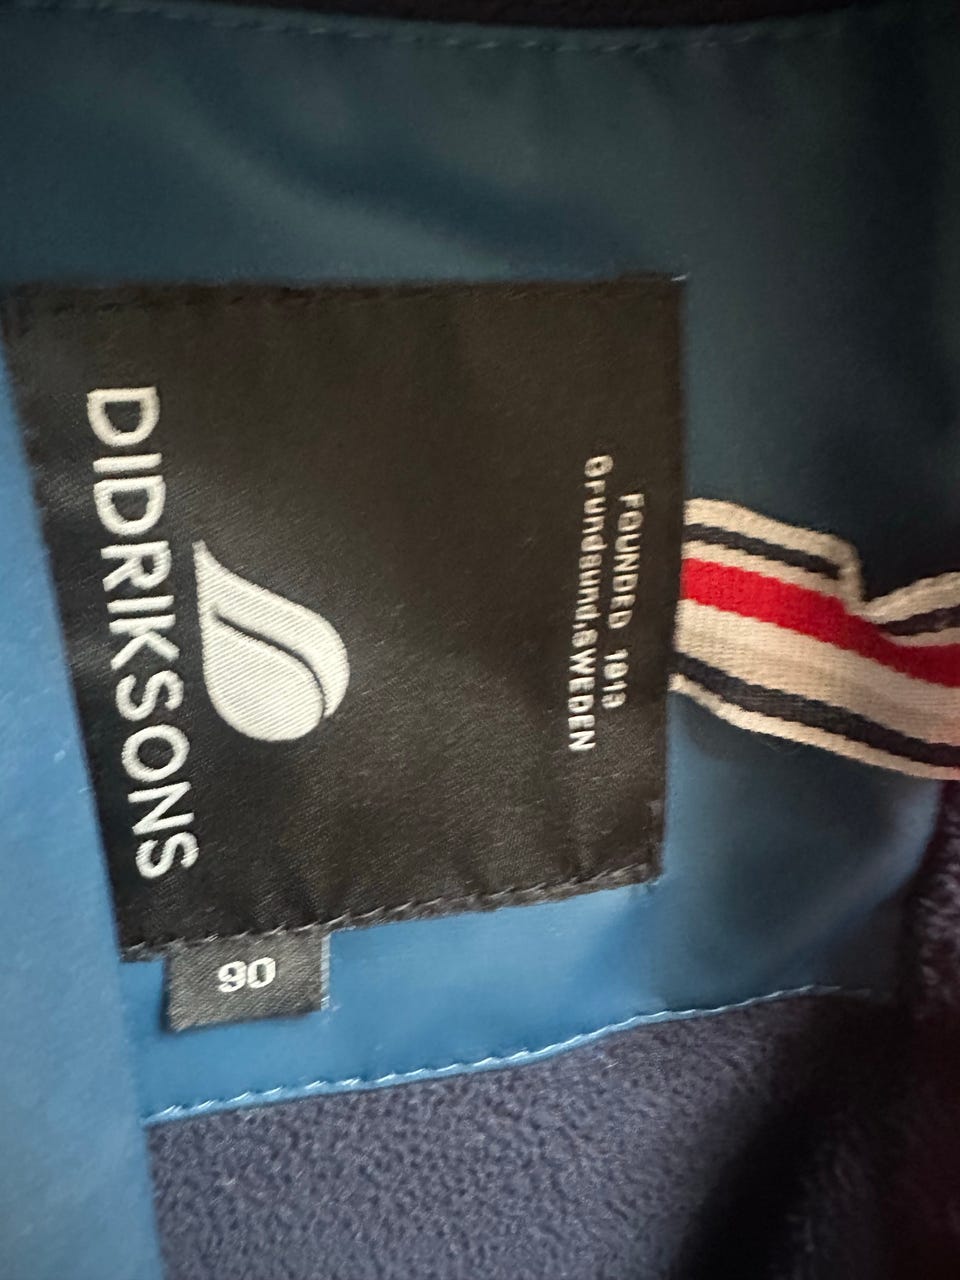 FOUNDED 1913
Grundsund, SWEDEN
DIDRIKSONS
90